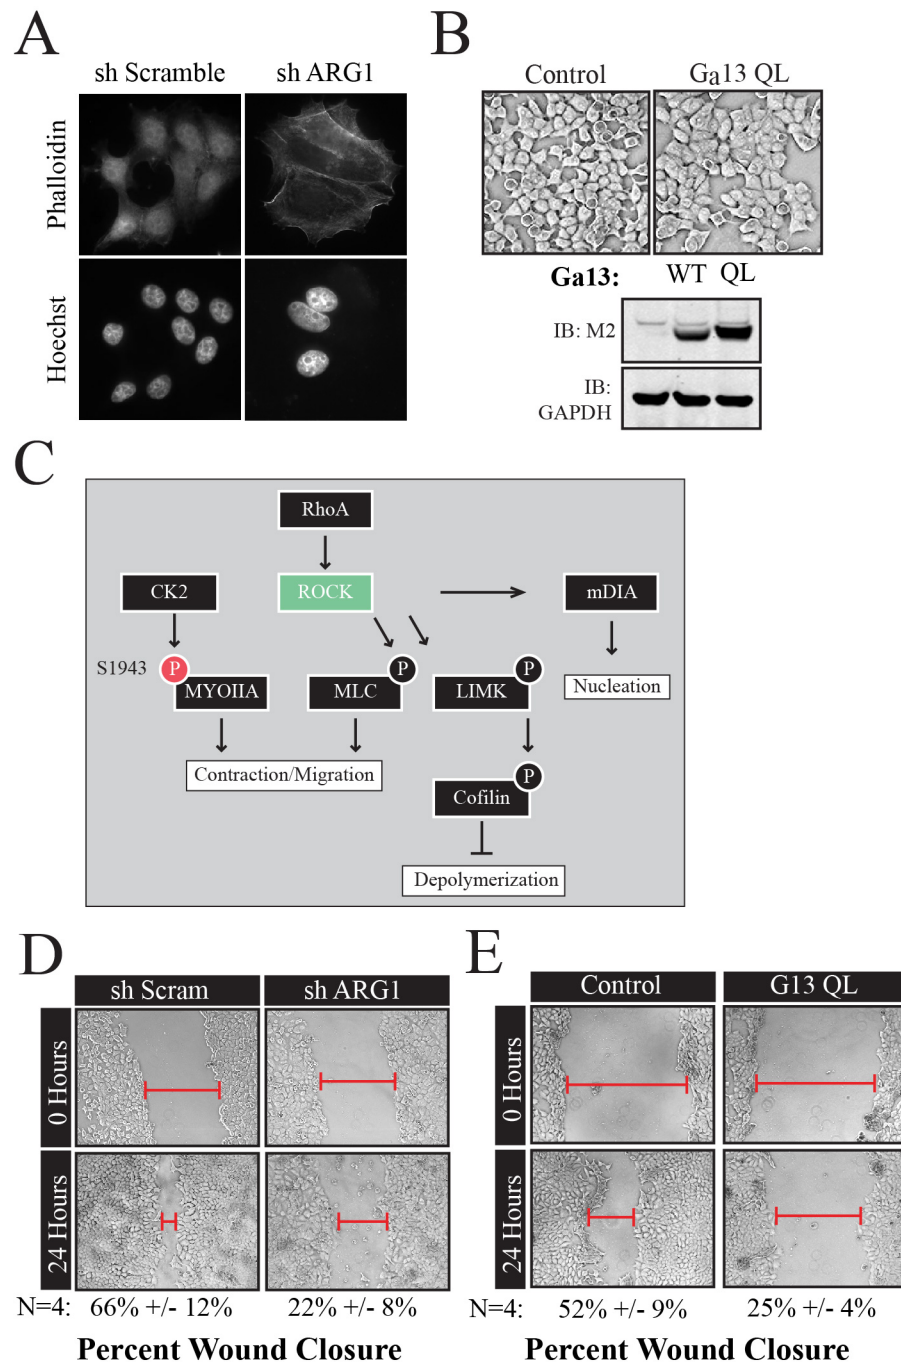 A
sh Scramble
sh ARG1
Phalloidin
Hoechst
B
Control
Ga13 QL
Ga13:
WT
QL
IB: M2
IB:
GAPDH
C
RhoA
CK2
ROCK
mDIA
S1943
P
P
P
MYOIIA
MLC
LIMK
Nucleation
Contraction/Migration
P
Cofilin
Depolymerization
D
sh Scram
sh ARG1
0 Hours
24 Hours
N=4:
66% +/- 12%
22% +/- 8%
Percent Wound Closure
E
Control
G13 QL
0 Hours
24 Hours
N=4:
52% +/- 9%
25% +/- 4%
Percent Wound Closure